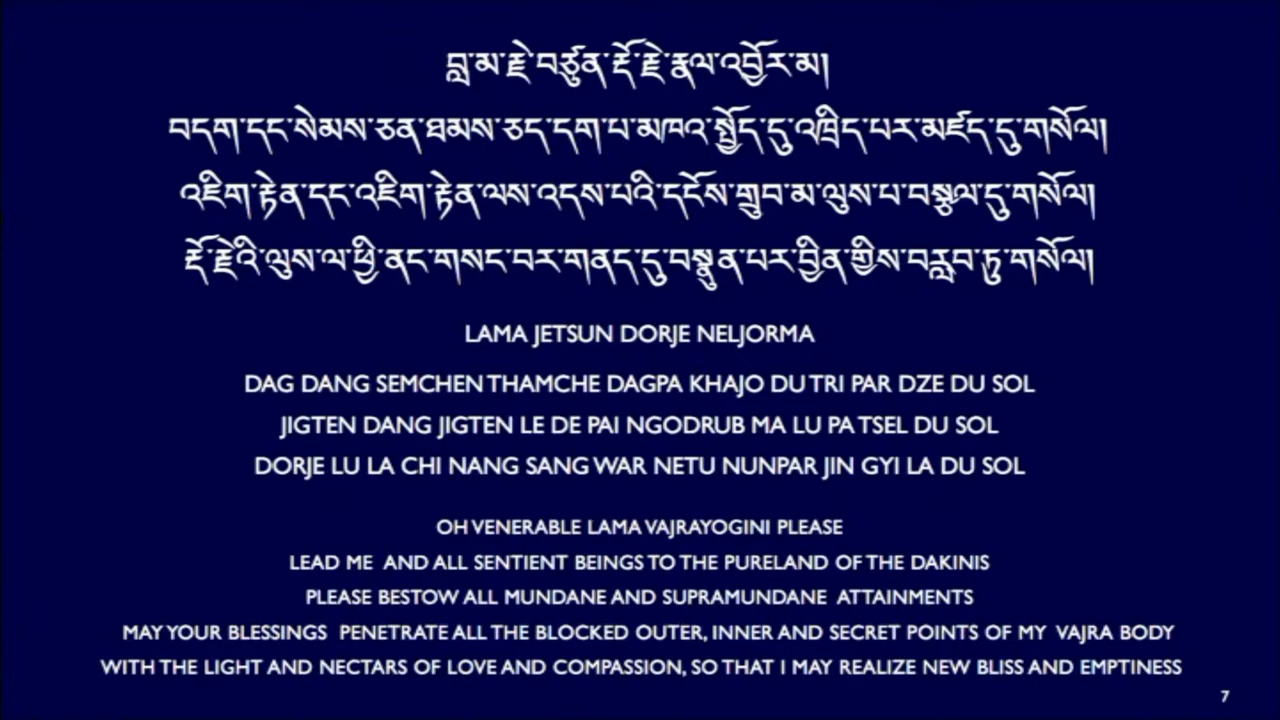 བླ་མ་རྗེ་བཙུན་རྡོ་རྗེ་རྣལ་འབྱོར་མ།
བདག་དང་སེམས་ཅན་ཐམས་ཅད་དག་པ་མཁའ་སྤྱོད་དུ་འཁྲིད་པར་མཛད་དུ་གསོལ།
འཇིག་རྟེན་དང་འཇིག་རྟེན་ལས་འདས་པའི་དངོས་གྲུབ་མ་ལུས་པ་བསྩལ་དུ་གསོལ།
རྡོ་རྗེའི་ལུས་ལ་ཕྱི་ནང་གསང་བར་གནད་དུ་བསྣུན་པར་བྱིན་གྱིས་བརླབ་ཏུ་གསོལ།
LAMA JETSUN DORJE NELJORMA
DAG DANG SEMCHEN THAMCHE DAGPA KHAJO DU TRI PAR DZE DU SOL
JIGTEN DANG JIGTEN LE DE PAI NGODRUB MA LU PA TSEL DU SOL
DORJE LU LA CHI NANG SANG WAR NETU NUNPAR JIN GYI LA DU SOL
OH VENERABLE LAMA VAJRAYOGINI PLEASE
LEAD ME AND ALL SENTIENT BEINGS TO THE PURELAND OF THE DAKINIS
PLEASE BESTOW ALL MUNDANE AND SUPRAMUNDANE ATTAINMENTS
MAY YOUR BLESSINGS PENETRATE ALL THE BLOCKED OUTER, INNER AND SECRET POINTS OF MY VAJRA BODY
WITH THE LIGHT AND NECTARS OF LOVE AND COMPASSION, SO THAT I MAY REALIZE NEW BLISS AND EMPTINESS
7